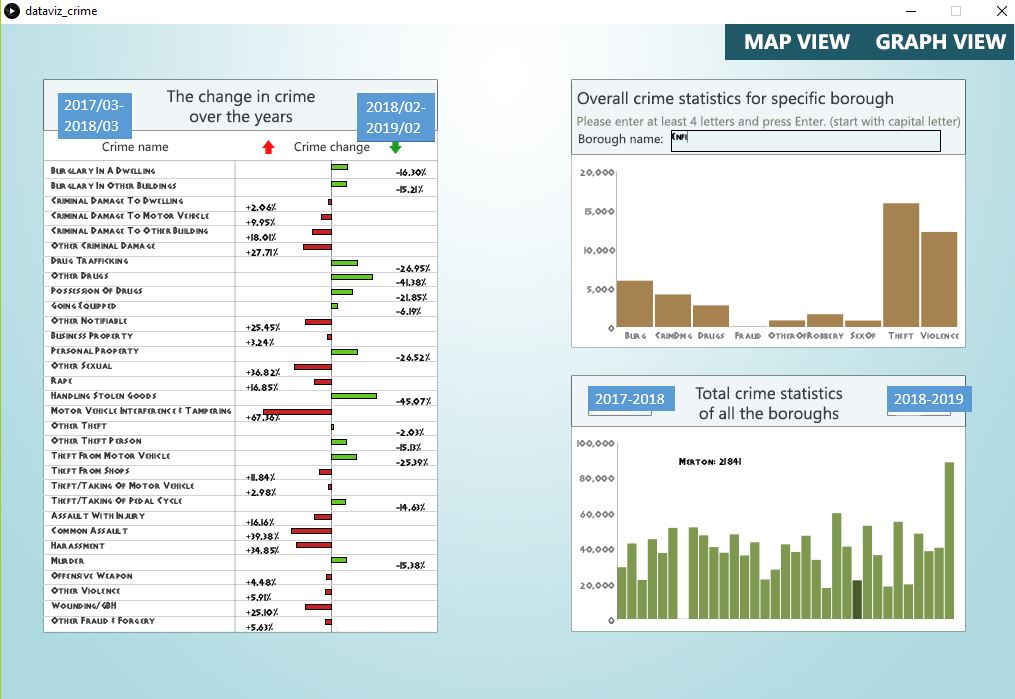 dataviz_crime
MAP VIEW GRAPH VIEW
2017/03-
2018/03
The change in crime
over the years
2018/02-
2019/02
Crime name Crime change
Burglary In A Dwelling -16.30%
Burglary In Other Buildings -15.21%
Criminal Damage To Dwelling +2.06%
Criminal Damage To Motor Vehicle +9.95%
Criminal Damage To Other Building +18.01%
Other Criminal Damage +27.71%
Drug Trafficking -26.95%
Other Drugs -41.38%
Possession Of Drugs -21.85%
Going Equipped -6.19%
Other Notifiable +25.45%
Business Property +3.24%
Personal Property -26.52%
Other Sexual +36.82%
Rape +16.85%
Handling Stolen Goods -45.07%
Motor Vehicle Interference & Tampering +67.36%
Other Theft -2.03%
Other Theft Person -15.13%
Theft From Motor Vehicle -25.39%
Theft From Shops +11.84%
Theft/Taking Of Motor Vehicle +2.98%
Theft/Taking Of Pedal Cycle -14.63%
Assault With Injury +16.16%
Common Assault +39.38%
Harassment +34.85%
Murder -15.38%
Offensive Weapon +4.48%
Other Violence +5.91%
Wounding/GBH +25.10%
Other Fraud & Forgery +5.63%
Overall crime statistics for specific borough
Please enter at least 4 letters and press Enter. (start with capital letter)
Borough name: Enfi
20,000
15,000
10,000
5,000
0
Burg CrimDmg Drugs Fraud OtherOf Robbery SexOf Theft Violence
2017-2018
Total crime statistics
of all the boroughs
2018-2019
100,000
Merton: 21841
80,000
60,000
40,000
20,000
0